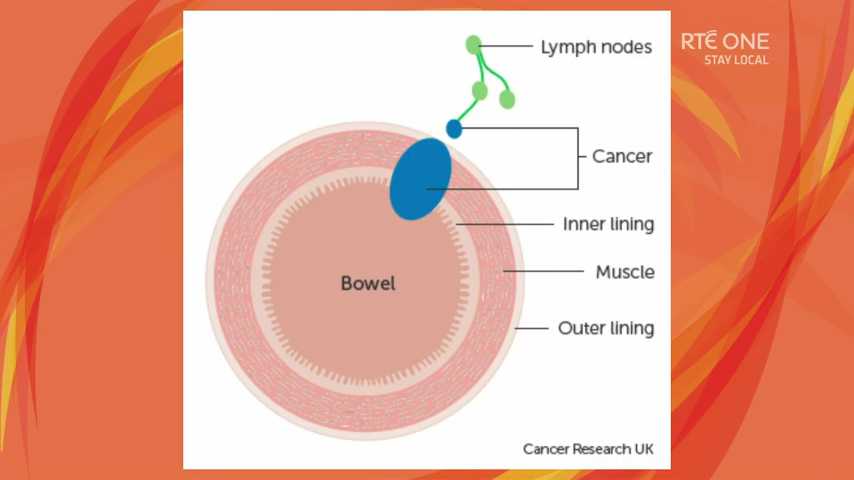 Lymph nodes
RTÉ ONE
STAY LOCAL
Cancer
Inner lining
Muscle
Bowel
Outer lining
Cancer Research UK